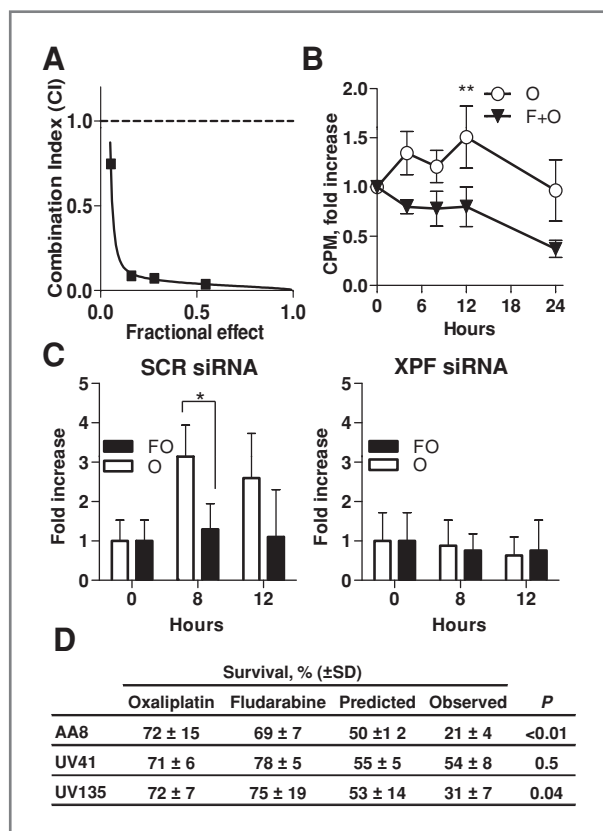 A
Combination Index (CI)
1.0
0.5
0.0
0.0 0.5 1.0
Fractional effect
B
CPM, fold increase
2.0
1.5
1.0
0.5
0.0
**
O
F+O
0 6 12 18 24
Hours
C
SCR siRNA
Fold increase
5
4
3
2
1
0
*
FO
O
0 8 12
Hours
XPF siRNA
Fold increase
5
4
3
2
1
0
FO
O
0 8 12
Hours
D
Survival, % (±SD)
Oxaliplatin Fludarabine Predicted Observed P
AA8 72 ± 15 69 ± 7 50 ±1 2 21 ± 4 <0.01
UV41 71 ± 6 78 ± 5 55 ± 5 54 ± 8 0.5
UV135 72 ± 7 75 ± 19 53 ± 14 31 ± 7 0.04